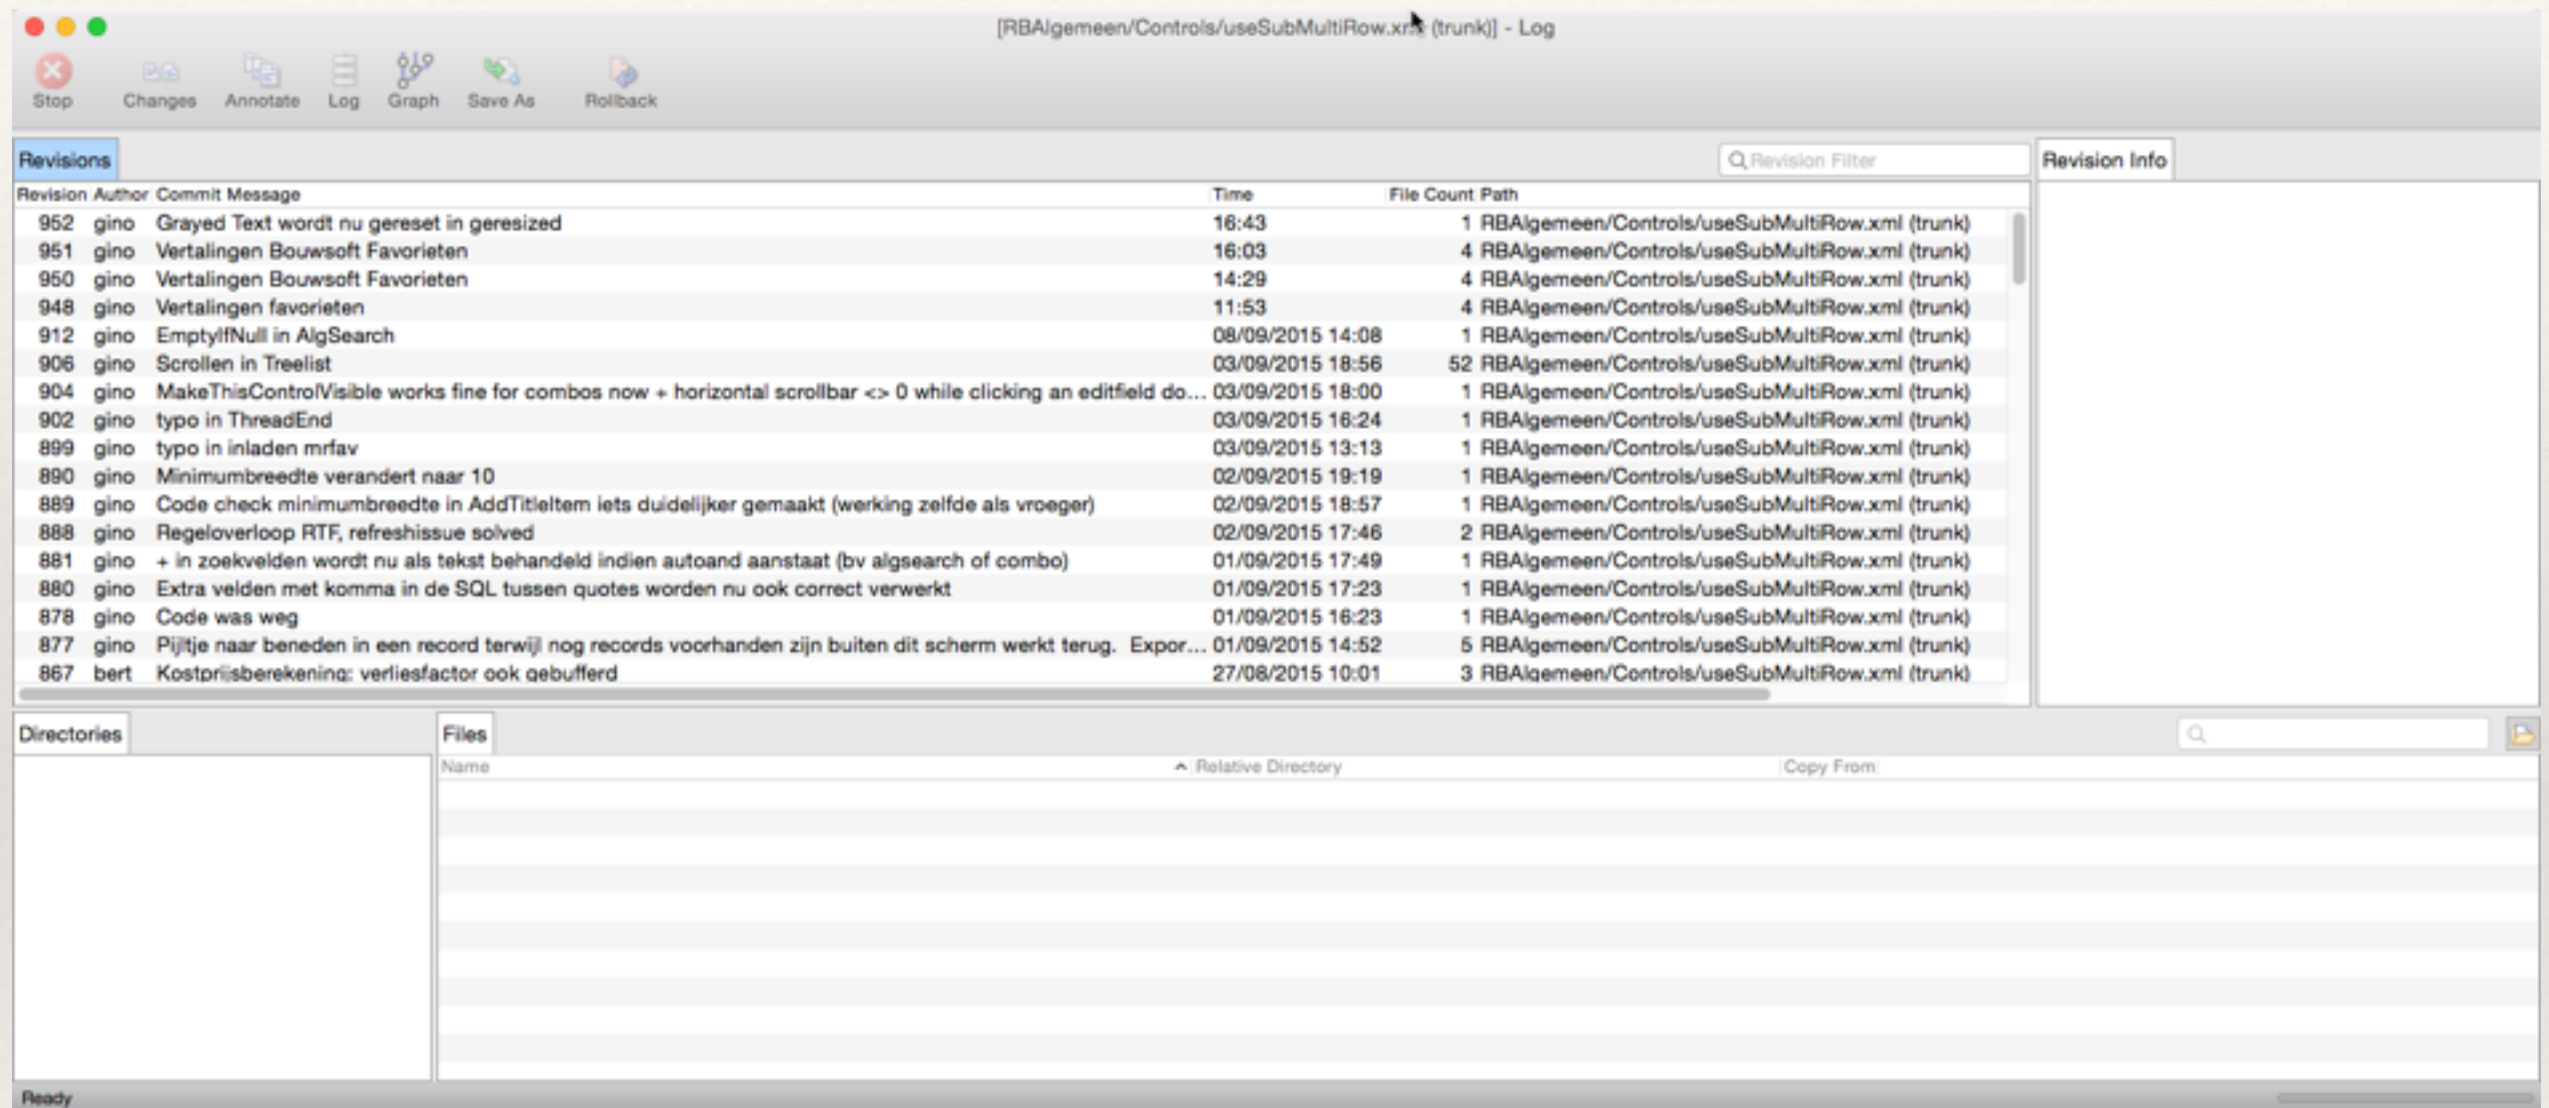 [RBAlgemeen/Controls/useSubMultiRow.xml (trunk)] - Log
Stop Changes Annotate Log Graph Save As Rollback
Revisions Revision Filter Revision Info
Revision Author Commit Message Time File Count Path
952 gino Grayed Text wordt nu gereset in geresized 16:43 1 RBAlgemeen/Controls/useSubMultiRow.xml (trunk)
951 gino Vertalingen Bouwsoft Favorieten 16:03 4 RBAlgemeen/Controls/useSubMultiRow.xml (trunk)
950 gino Vertalingen Bouwsoft Favorieten 14:29 4 RBAlgemeen/Controls/useSubMultiRow.xml (trunk)
948 gino Vertalingen favorieten 11:53 4 RBAlgemeen/Controls/useSubMultiRow.xml (trunk)
912 gino EmptyIfNull in AlgSearch 08/09/2015 14:08 1 RBAlgemeen/Controls/useSubMultiRow.xml (trunk)
906 gino Scrollen in Treelist 03/09/2015 18:56 52 RBAlgemeen/Controls/useSubMultiRow.xml (trunk)
904 gino MakeThisControlVisible works fine for combos now + horizontal scrollbar <> 0 while clicking an editfield do... 03/09/2015 18:00 1 RBAlgemeen/Controls/useSubMultiRow.xml (trunk)
902 gino typo in ThreadEnd 03/09/2015 16:24 1 RBAlgemeen/Controls/useSubMultiRow.xml (trunk)
899 gino typo in inladen mrfav 03/09/2015 13:13 1 RBAlgemeen/Controls/useSubMultiRow.xml (trunk)
890 gino Minimumbreedte verandert naar 10 02/09/2015 19:19 1 RBAlgemeen/Controls/useSubMultiRow.xml (trunk)
889 gino Code check minimumbreedte in AddTitleItem iets duidelijker gemaakt (werking zelfde als vroeger) 02/09/2015 18:57 1 RBAlgemeen/Controls/useSubMultiRow.xml (trunk)
888 gino Regeloverloop RTF, refreshissue solved 02/09/2015 17:46 2 RBAlgemeen/Controls/useSubMultiRow.xml (trunk)
881 gino + in zoekvelden wordt nu als tekst behandeld indien autoand aanstaat (bv algsearch of combo) 01/09/2015 17:49 1 RBAlgemeen/Controls/useSubMultiRow.xml (trunk)
880 gino Extra velden met komma in de SQL tussen quotes worden nu ook correct verwerkt 01/09/2015 17:23 1 RBAlgemeen/Controls/useSubMultiRow.xml (trunk)
878 gino Code was weg 01/09/2015 16:23 1 RBAlgemeen/Controls/useSubMultiRow.xml (trunk)
877 gino Pijltje naar beneden in een record terwijl nog records voorhanden zijn buiten dit scherm werkt terug. Expor... 01/09/2015 14:52 5 RBAlgemeen/Controls/useSubMultiRow.xml (trunk)
867 bert Kostprijsberekening: verliesfactor ook gebufferd 27/08/2015 10:01 3 RBAlgemeen/Controls/useSubMultiRow.xml (trunk)
Directories Files
Name Relative Directory Copy From
Ready